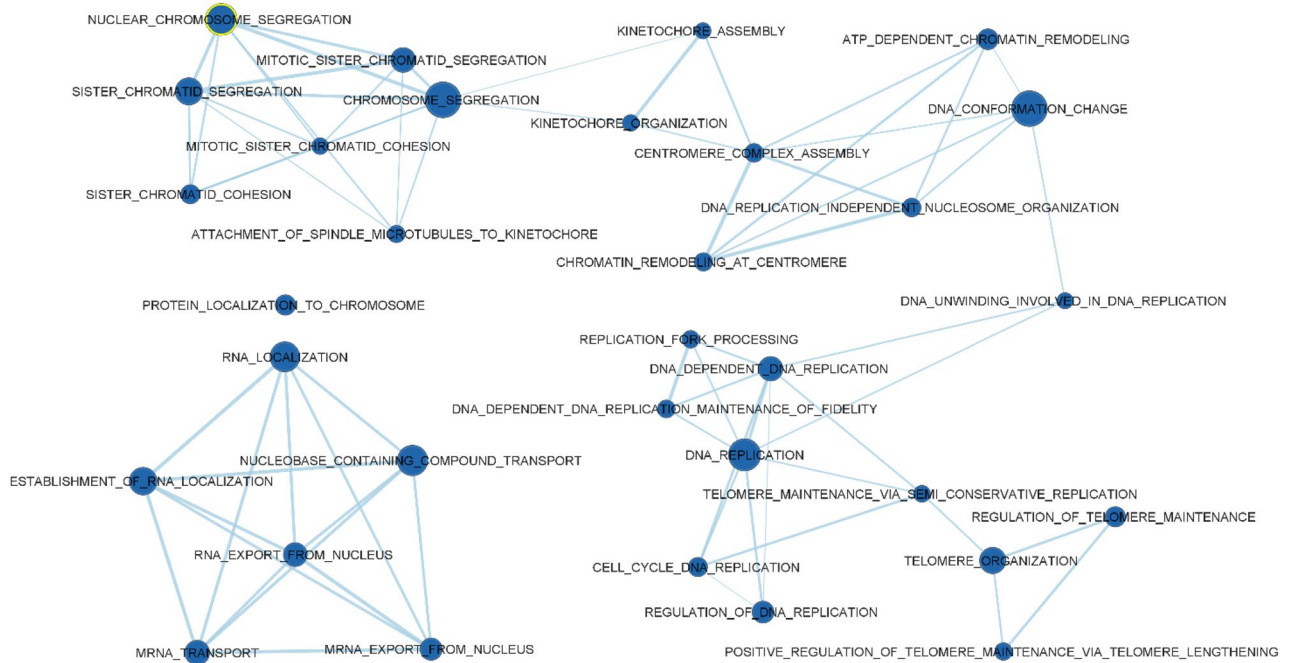 NUCLEAR_CHROMOSOME_SEGREGATION
KINETOCHORE_ASSEMBLY
ATP_DEPENDENT_CHROMATIN_REMODELING
MITOTIC_SISTER_CHROMATID_SEGREGATION
SISTER_CHROMATID_SEGREGATION
CHROMOSOME_SEGREGATION
DNA_CONFORMATION_CHANGE
KINETOCHORE_ORGANIZATION
MITOTIC_SISTER_CHROMATID_COHESION
CENTROMERE_COMPLEX_ASSEMBLY
SISTER_CHROMATID_COHESION
DNA_REPLICATION_INDEPENDENT_NUCLEOSOME_ORGANIZATION
ATTACHMENT_OF_SPINDLE_MICROTUBULES_TO_KINETOCHORE
CHROMATIN_REMODELING_AT_CENTROMERE
PROTEIN_LOCALIZATION_TO_CHROMOSOME
DNA_UNWINDING_INVOLVED_IN_DNA_REPLICATION
REPLICATION_FORK_PROCESSING
RNA_LOCALIZATION
DNA_DEPENDENT_DNA_REPLICATION
DNA_DEPENDENT_DNA_REPLICATION_MAINTENANCE_OF_FIDELITY
NUCLEOBASE_CONTAINING_COMPOUND_TRANSPORT
DNA_REPLICATION
ESTABLISHMENT_OF_RNA_LOCALIZATION
TELOMERE_MAINTENANCE_VIA_SEMI_CONSERVATIVE_REPLICATION
REGULATION_OF_TELOMERE_MAINTENANCE
RNA_EXPORT_FROM_NUCLEUS
CELL_CYCLE_DNA_REPLICATION
TELOMERE_ORGANIZATION
REGULATION_OF_DNA_REPLICATION
MRNA_TRANSPORT
MRNA_EXPORT_FROM_NUCLEUS
POSITIVE_REGULATION_OF_TELOMERE_MAINTENANCE_VIA_TELOMERE_LENGTHENING